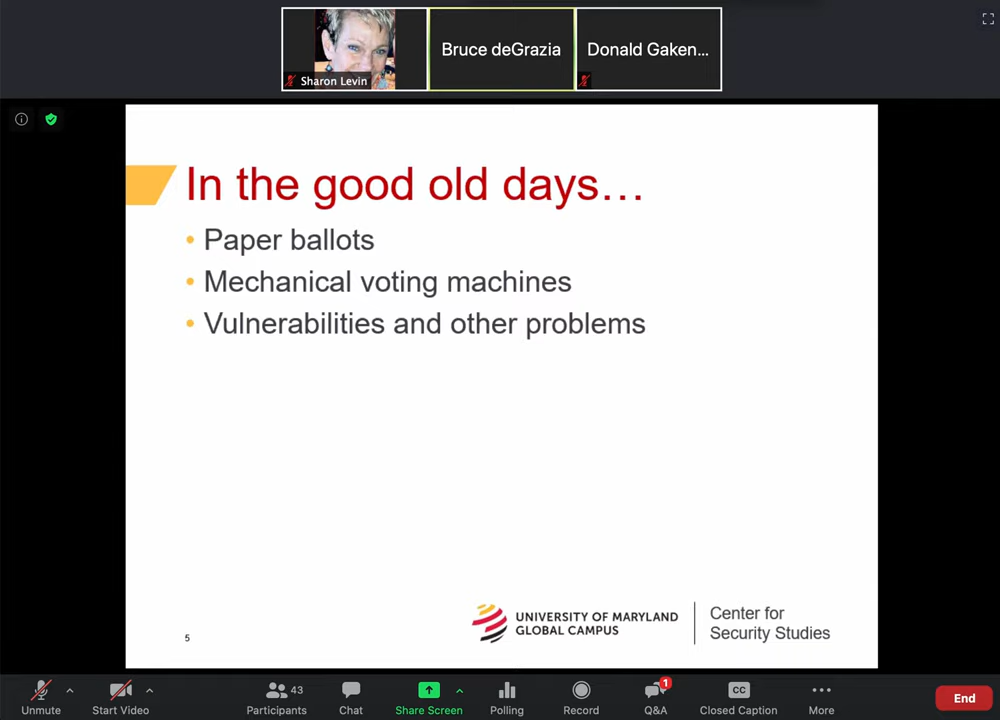 Sharon Levin
Bruce deGrazia
Donald Gaken...
In the good old days…
• Paper ballots
• Mechanical voting machines
• Vulnerabilities and other problems
5
UNIVERSITY OF MARYLAND
GLOBAL CAMPUS
Center for
Security Studies
Unmute
Start Video
43
Participants
Chat
Share Screen
Polling
Record
1
Q&A
CC
Closed Caption
More
End